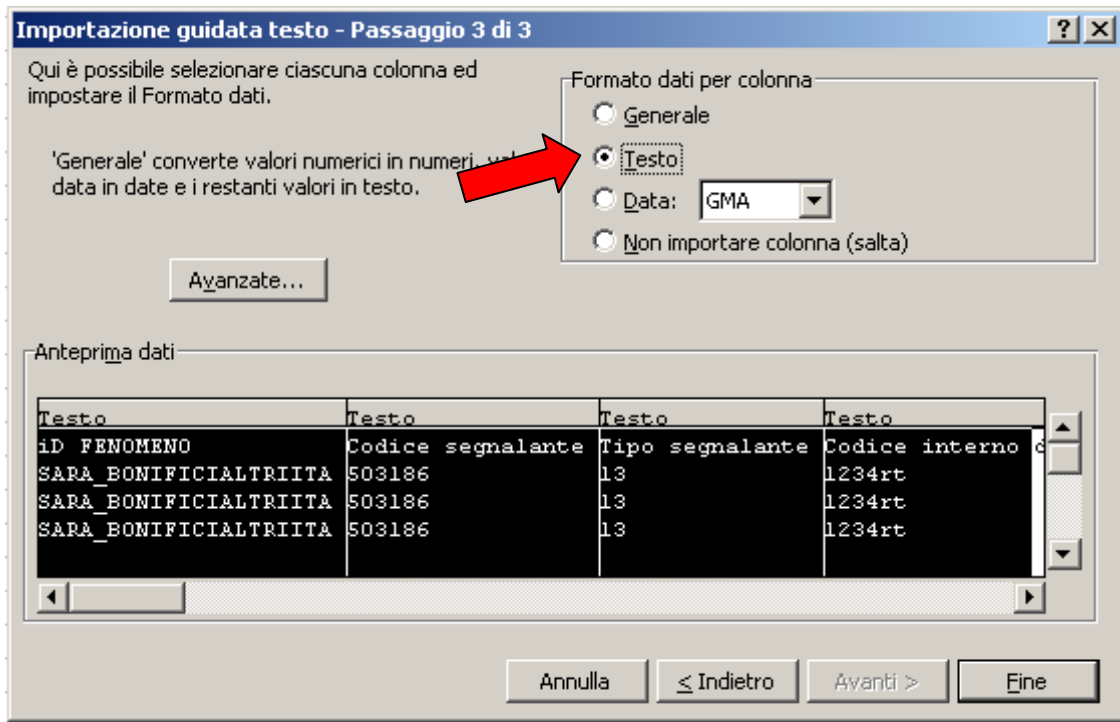 Importazione guidata testo - Passaggio 3 di 3
Qui è possibile selezionare ciascuna colonna ed
impostare il Formato dati.
'Generale' converte valori numerici in numeri,
data in date e i restanti valori in testo.
Avanzate...
Formato dati per colonna
Generale
Testo
Data: GMA
Non importare colonna (salta)
Anteprima dati
Testo Testo Testo Testo
iD FENOMENO Codice segnalante Tipo segnalante Codice interno d
SARA_BONIFICIALTRIITA 503186 13 1234rt
SARA_BONIFICIALTRIITA 503186 13 1234rt
SARA_BONIFICIALTRIITA 503186 13 1234rt
Annulla < Indietro Avanti > Fine